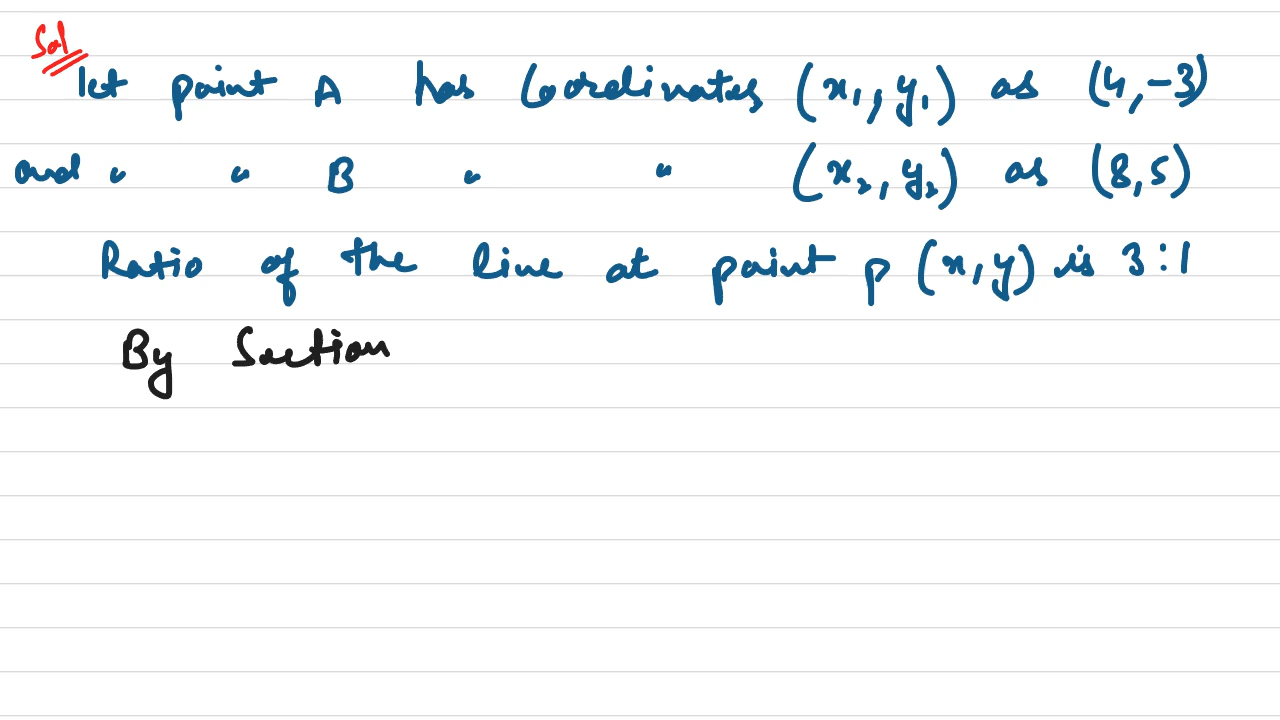 Sol
let point A has Coordinates (x₁, y₁) as (4, -3)
and " " B " " (x₂, y₂) as (8, 5)
Ratio of the line at point p (x, y) is 3 : 1
By Section